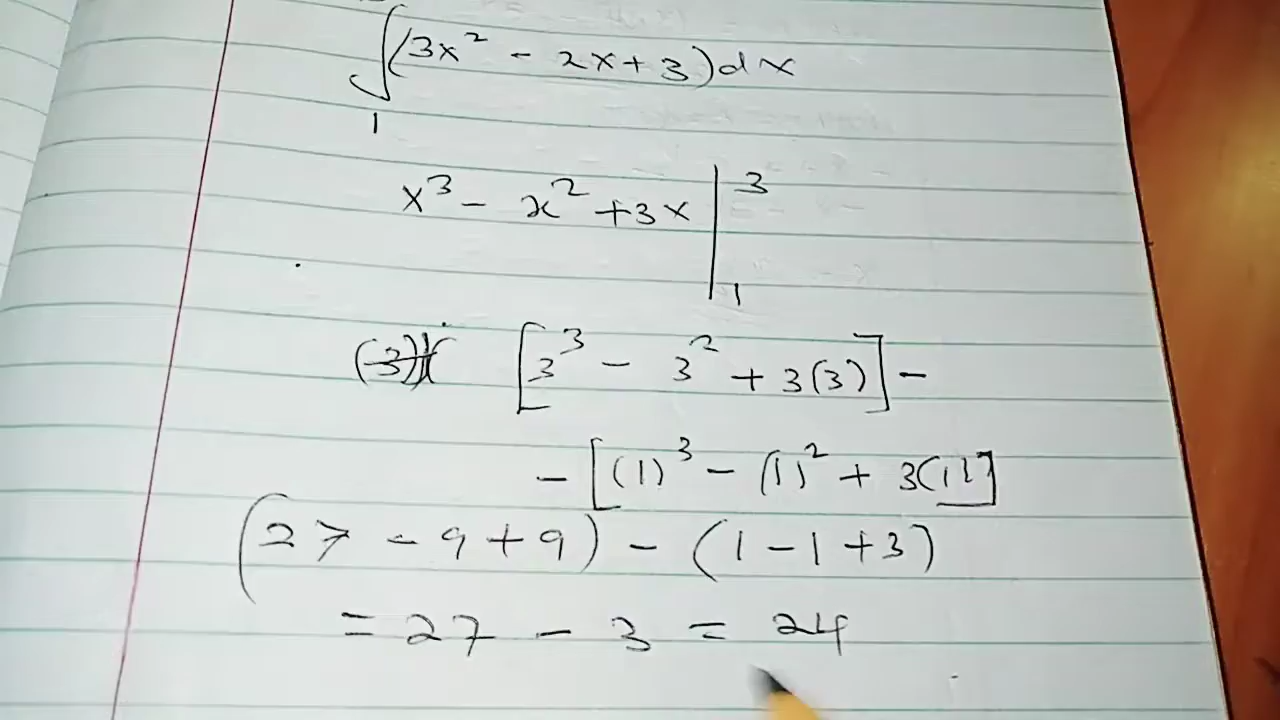 ∫(3x² - 2x + 3)dx
1
x³ - x² + 3x | 3
1
[3³ - 3² + 3(3)] -
- [(1)³ - (1)² + 3(1)]
(27 - 9 + 9) - (1 - 1 + 3)
= 27 - 3 = 24